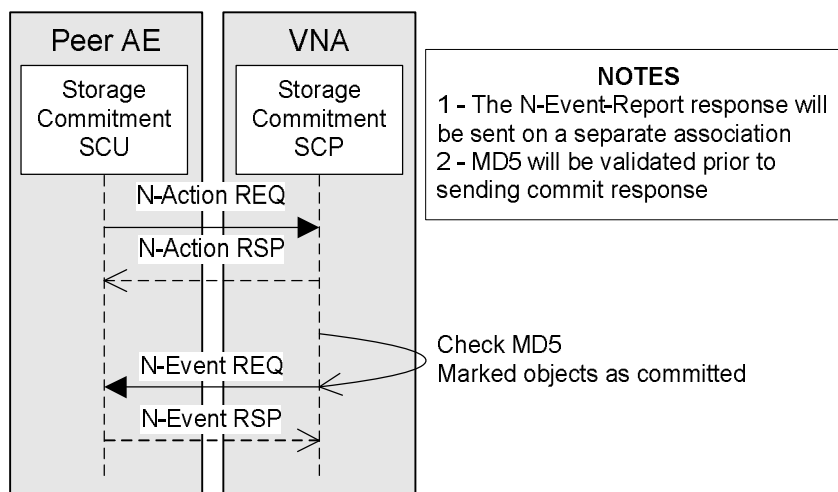 Peer AE
VNA
Storage
Commitment
SCU
Storage
Commitment
SCP
NOTES
1 - The N-Event-Report response will
be sent on a separate association
2 - MD5 will be validated prior to
sending commit response
N-Action REQ
N-Action RSP
Check MD5
Marked objects as committed
N-Event REQ
N-Event RSP